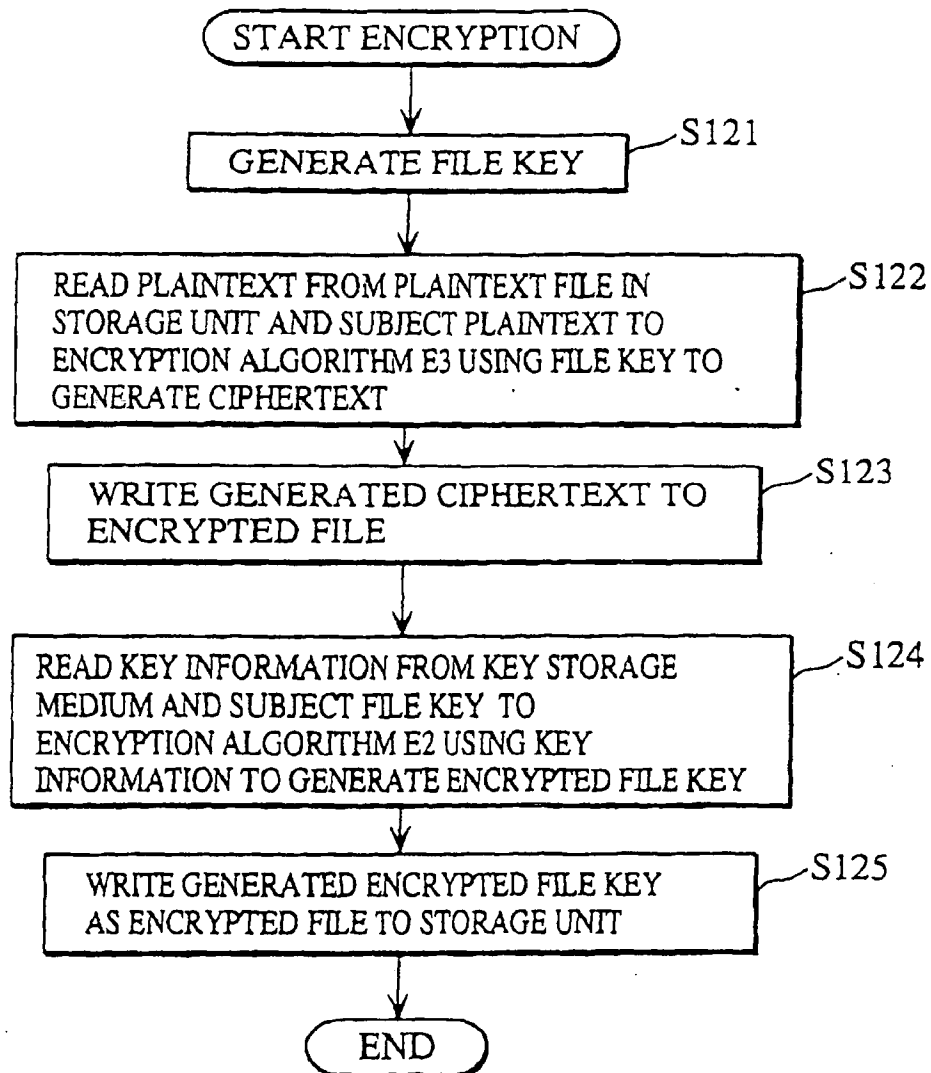 START ENCRYPTION
S121
GENERATE FILE KEY
S122
READ PLAINTEXT FROM PLAINTEXT FILE IN
STORAGE UNIT AND SUBJECT PLAINTEXT TO
ENCRYPTION ALGORITHM E3 USING FILE KEY TO
GENERATE CIPHERTEXT
S123
WRITE GENERATED CIPHERTEXT TO
ENCRYPTED FILE
S124
READ KEY INFORMATION FROM KEY STORAGE
MEDIUM AND SUBJECT FILE KEY TO
ENCRYPTION ALGORITHM E2 USING KEY
INFORMATION TO GENERATE ENCRYPTED FILE KEY
S125
WRITE GENERATED ENCRYPTED FILE KEY
AS ENCRYPTED FILE TO STORAGE UNIT
END